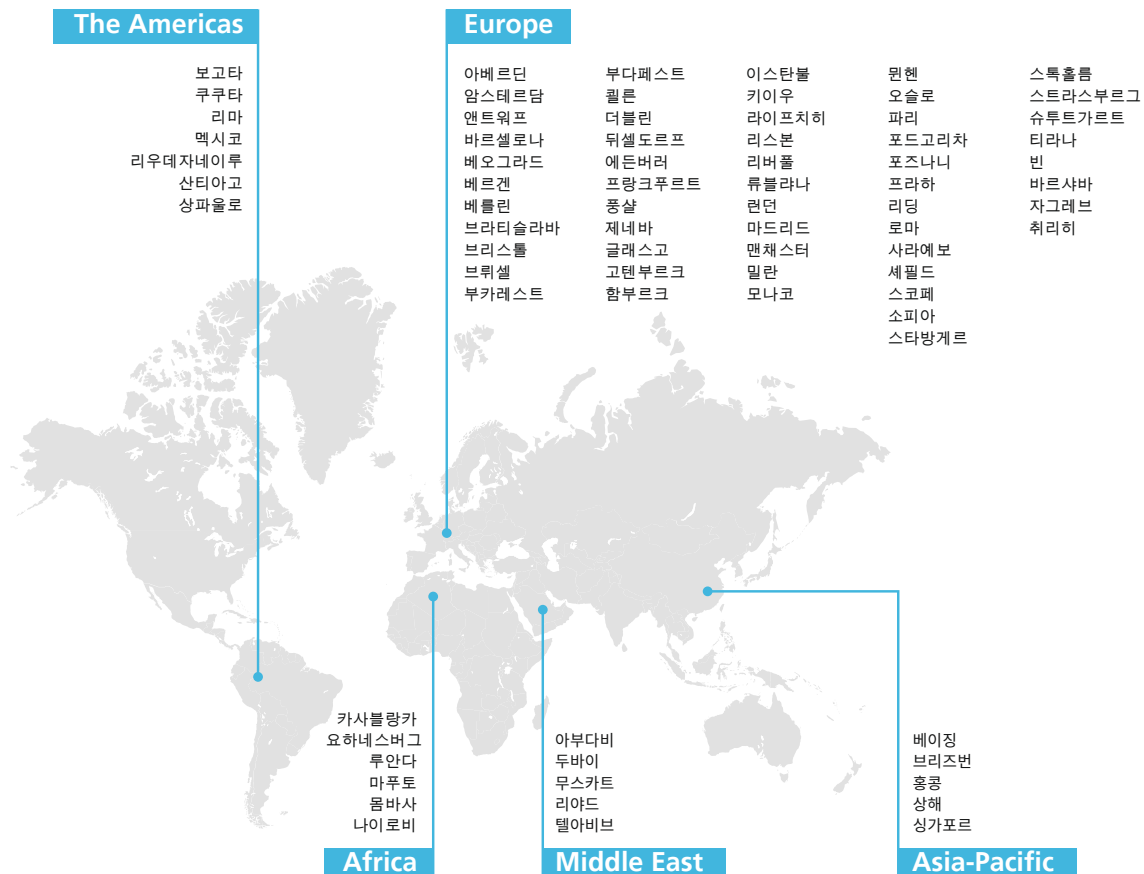 The Americas
보고타
쿠쿠타
리마
멕시코
리우데자네이루
산티아고
상파울로
Europe
아베르딘
암스테르담
앤트워프
바르셀로나
베오그라드
베르겐
베를린
브라티슬라바
브리스톨
브뤼셀
부카레스트
부다페스트
쾰른
더블린
뒤셀도르프
에든버러
프랑크푸르트
풍샬
제네바
글래스고
고텐부르크
함부르크
이스탄불
키이우
라이프치히
리스본
리버풀
류블랴나
런던
마드리드
맨채스터
밀란
모나코
뮌헨
오슬로
파리
포드고리차
포즈나니
프라하
리딩
로마
사라예보
셰필드
스코페
소피아
스타방게르
스톡홀름
스트라스부르그
슈투트가르트
티라나
빈
바르샤바
자그레브
취리히
카사블랑카
요하네스버그
루안다
마푸토
몸바사
나이로비
Africa
아부다비
두바이
무스카트
리야드
텔아비브
Middle East
베이징
브리즈번
홍콩
상해
싱가포르
Asia-Pacific